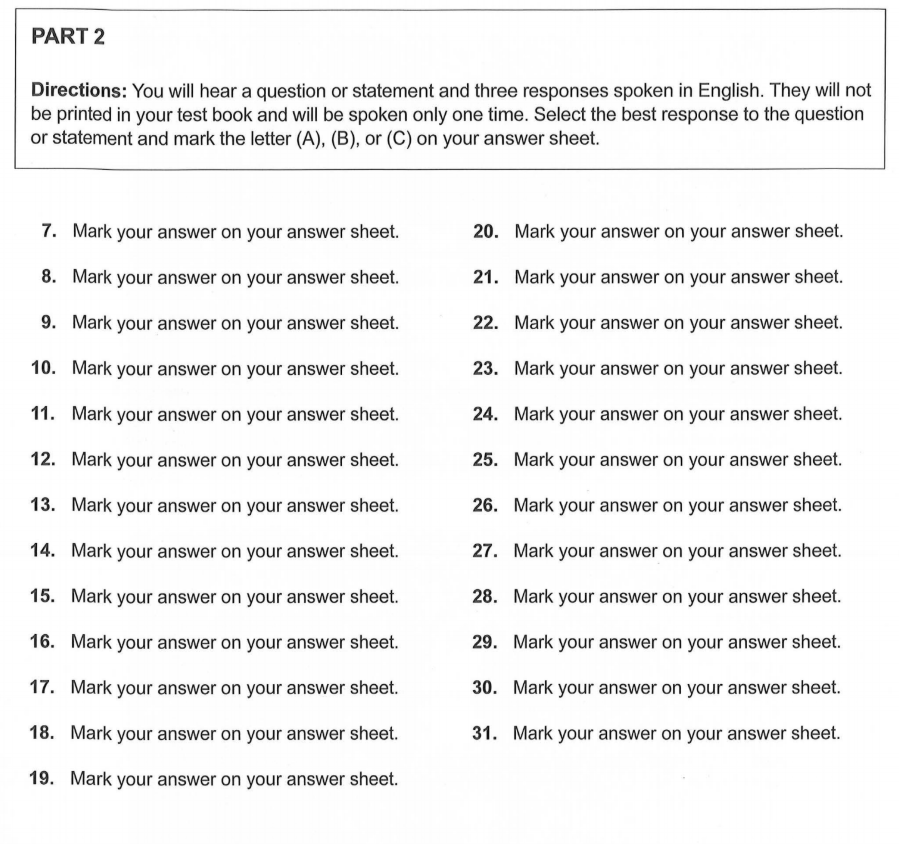 PART 2
Directions: You will hear a question or statement and three responses spoken in English. They will not
be printed in your test book and will be spoken only one time. Select the best response to the question
or statement and mark the letter (A), (B), or (C) on your answer sheet.
7. Mark your answer on your answer sheet.
8. Mark your answer on your answer sheet.
9. Mark your answer on your answer sheet.
10. Mark your answer on your answer sheet.
11. Mark your answer on your answer sheet.
12. Mark your answer on your answer sheet.
13. Mark your answer on your answer sheet.
14. Mark your answer on your answer sheet.
15. Mark your answer on your answer sheet.
16. Mark your answer on your answer sheet.
17. Mark your answer on your answer sheet.
18. Mark your answer on your answer sheet.
19. Mark your answer on your answer sheet.
20. Mark your answer on your answer sheet.
21. Mark your answer on your answer sheet.
22. Mark your answer on your answer sheet.
23. Mark your answer on your answer sheet.
24. Mark your answer on your answer sheet.
25. Mark your answer on your answer sheet.
26. Mark your answer on your answer sheet.
27. Mark your answer on your answer sheet.
28. Mark your answer on your answer sheet.
29. Mark your answer on your answer sheet.
30. Mark your answer on your answer sheet.
31. Mark your answer on your answer sheet.